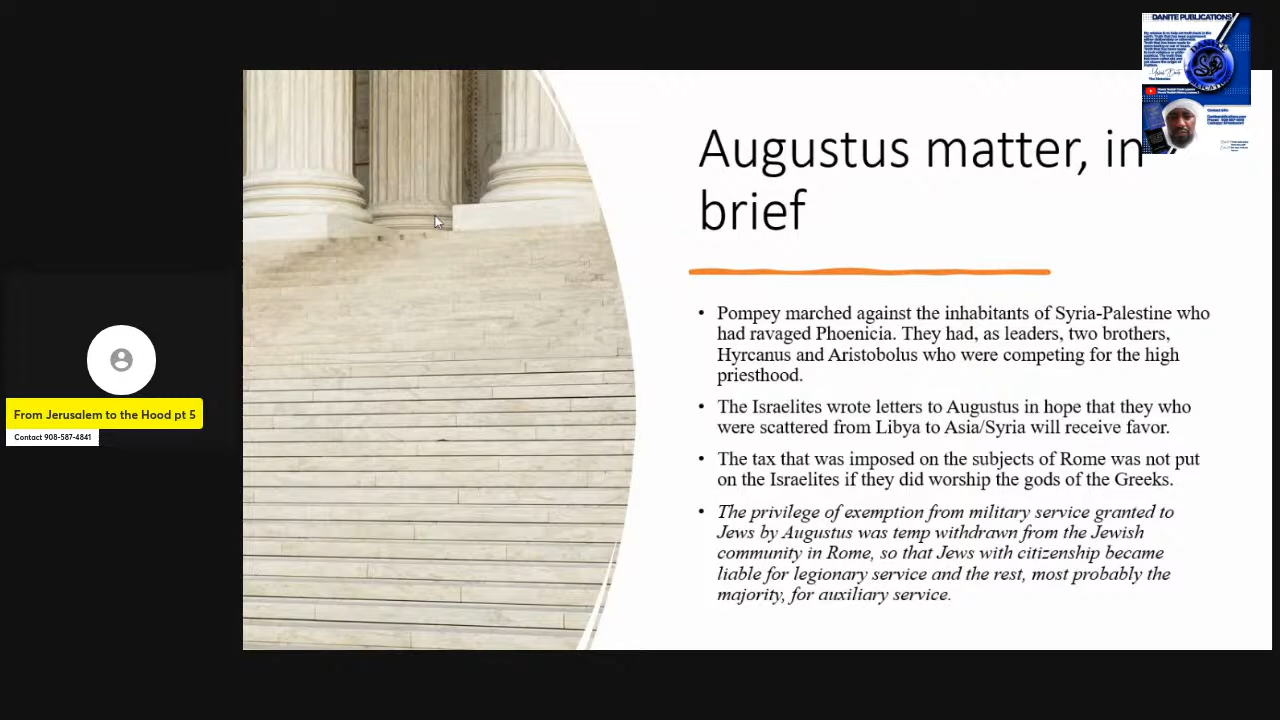 DANITE PUBLICATIONS
Augustus matter, in
brief
• Pompey marched against the inhabitants of Syria-Palestine who
had ravaged Phoenicia. They had, as leaders, two brothers,
Hyrcanus and Aristobolus who were competing for the high
priesthood.
• The Israelites wrote letters to Augustus in hope that they who
were scattered from Libya to Asia/Syria will receive favor.
• The tax that was imposed on the subjects of Rome was not put
on the Israelites if they did worship the gods of the Greeks.
• The privilege of exemption from military service granted to
Jews by Augustus was temp withdrawn from the Jewish
community in Rome, so that Jews with citizenship became
liable for legionary service and the rest, most probably the
majority, for auxiliary service.
From Jerusalem to the Hood pt 5
Contact 908-587-4841